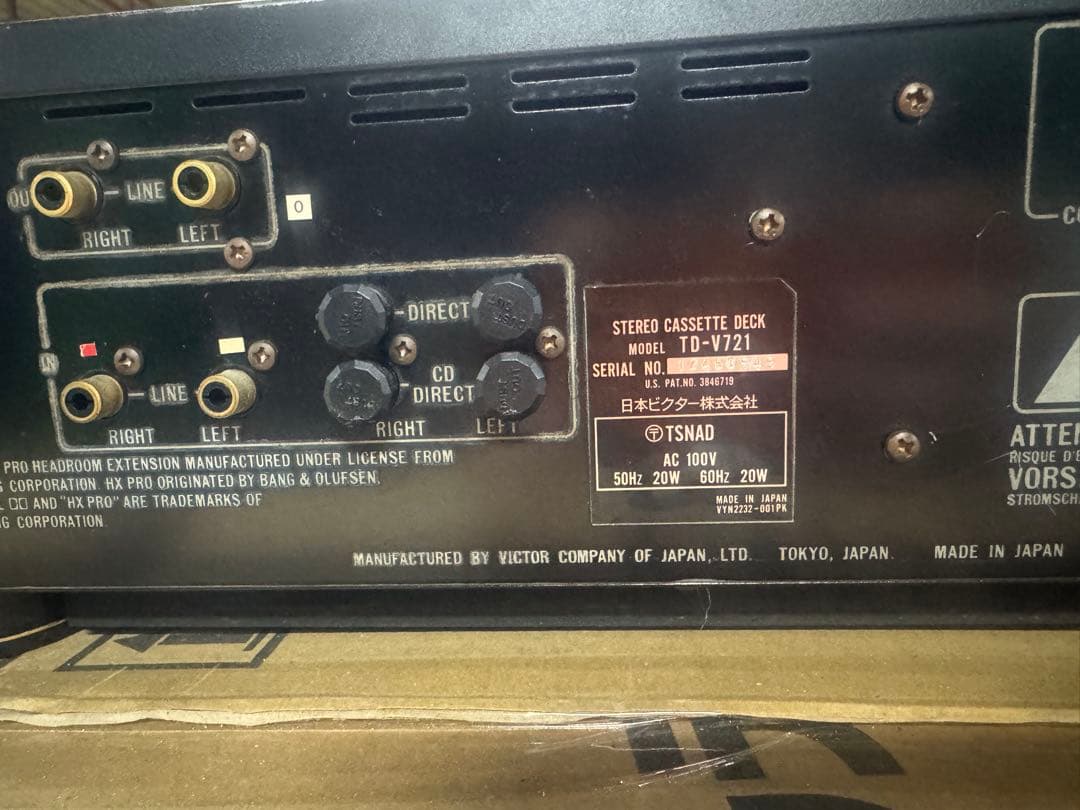 OU
LINE
RIGHT
LEFT
0
IN
LINE
RIGHT
LEFT
DIRECT
CD
DIRECT
RIGHT
LEFT
PRO HEADROOM EXTENSION MANUFACTURED UNDER LICENSE FROM
G CORPORATION. HX PRO ORIGINATED BY BANG & OLUFSEN.
L AND "HX PRO" ARE TRADEMARKS OF
G CORPORATION.
STEREO CASSETTE DECK
MODEL TD-V721
SERIAL NO.
U.S. PAT. NO. 3846719
日本ビクター株式会社
〒TSNAD
AC 100V
50Hz 20W 60Hz 20W
MADE IN JAPAN
VYN2232-001PK
MANUFACTURED BY VICTOR COMPANY OF JAPAN, LTD. TOKYO, JAPAN. MADE IN JAPAN
ATTE
RISQUE D'É
VORS
STROMSCH